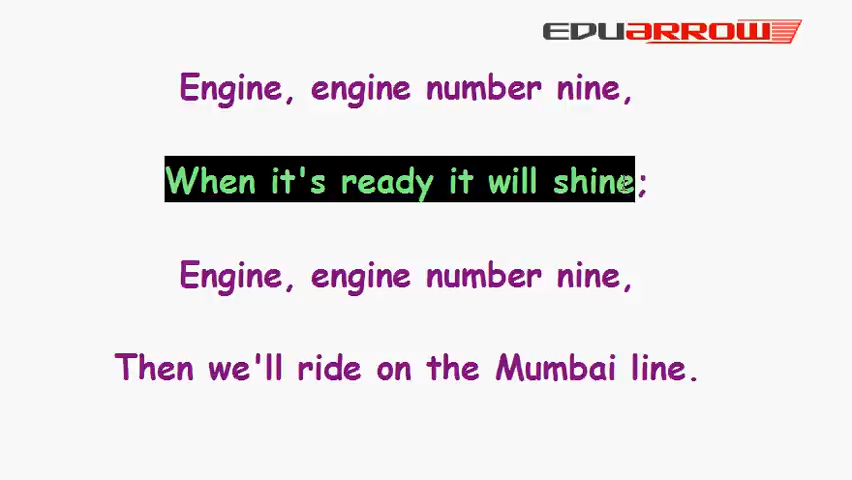 EDUARROW
Engine, engine number nine,
When it's ready it will shine;
Engine, engine number nine,
Then we'll ride on the Mumbai line.